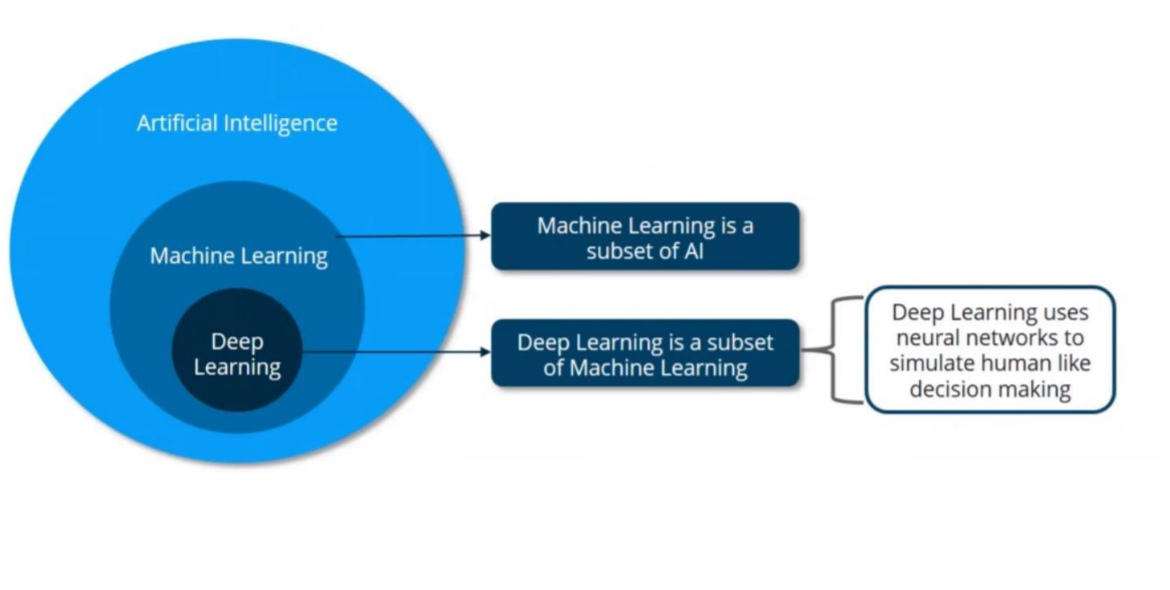 Artificial Intelligence
Machine Learning
Deep
Learning
Machine Learning is a
subset of AI
Deep Learning is a subset
of Machine Learning
Deep Learning uses
neural networks to
simulate human like
decision making